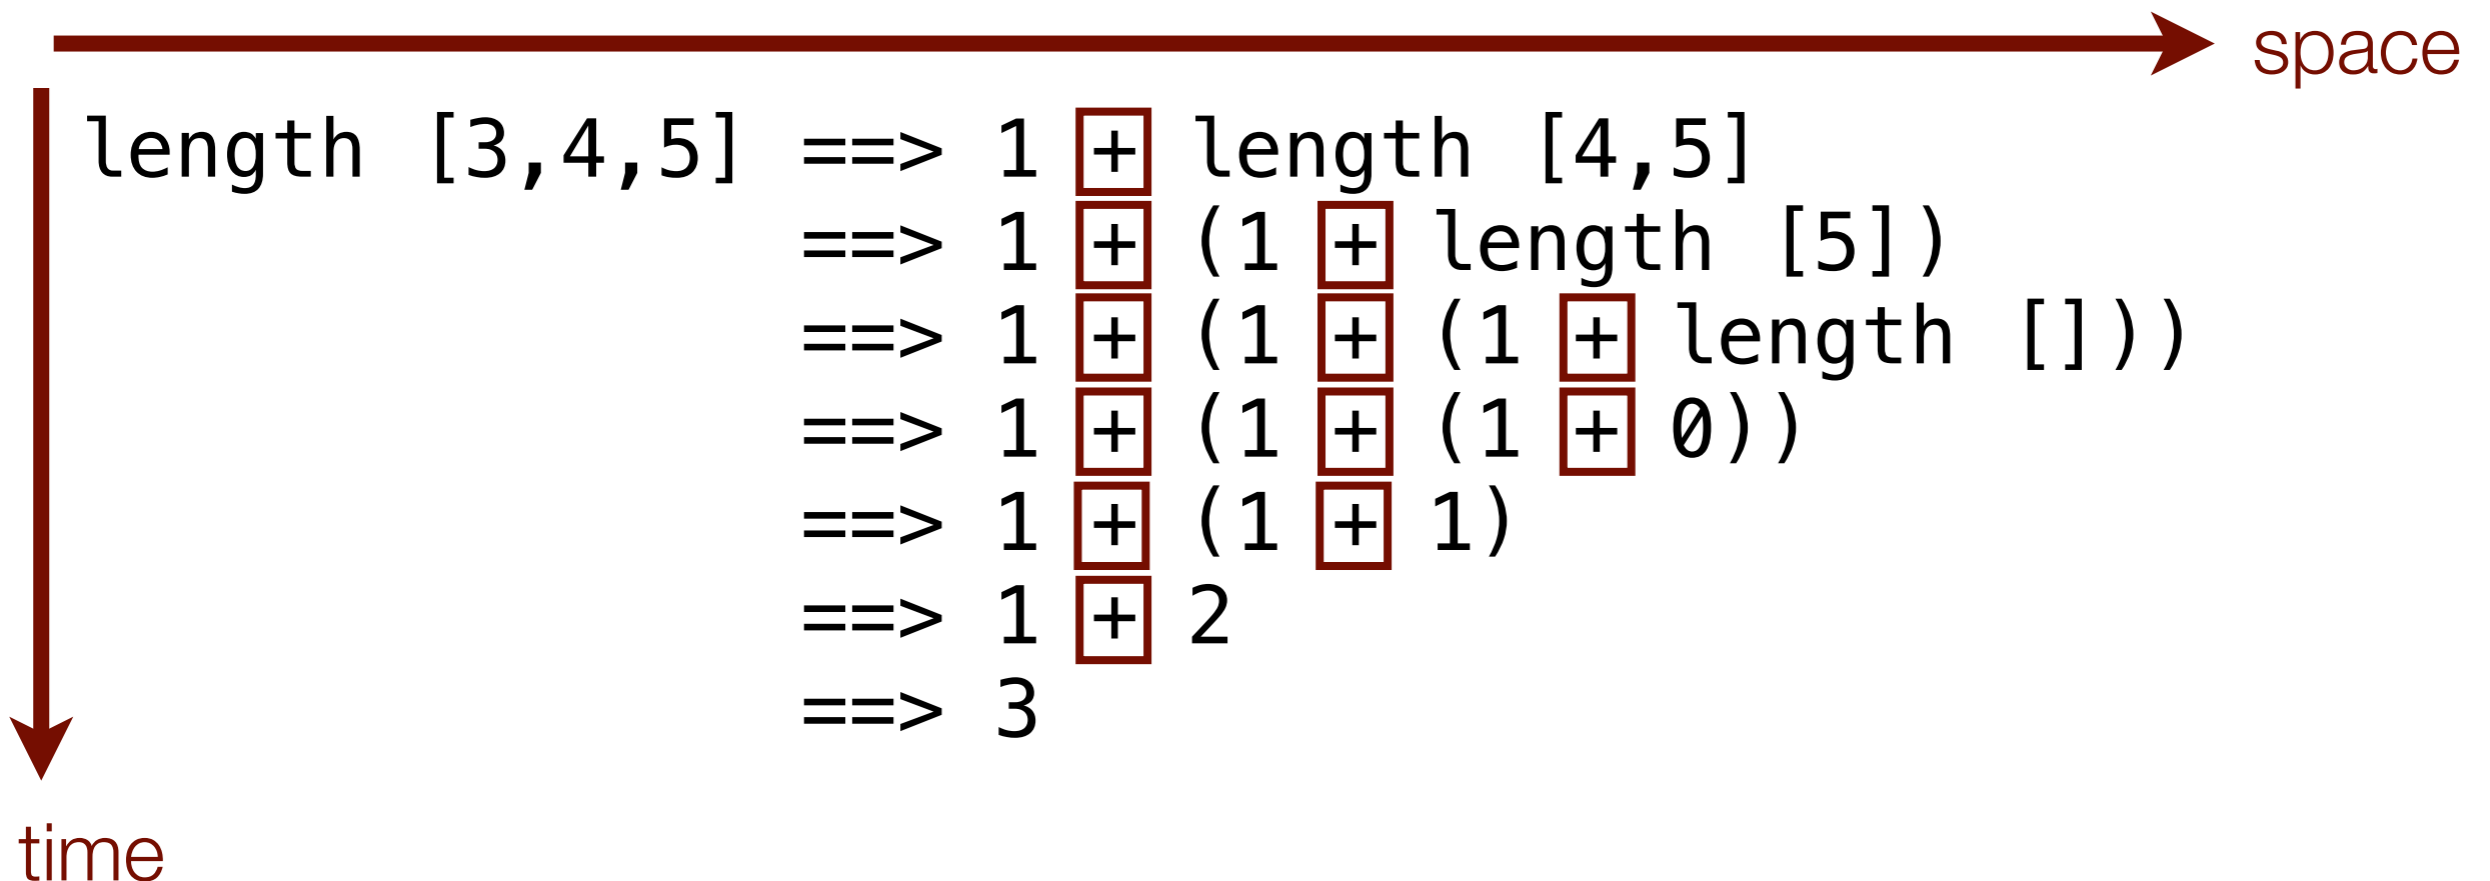 space
length [3,4,5] ==> 1 + length [4,5]
==> 1 + (1 + length [5])
==> 1 + (1 + (1 + length []))
==> 1 + (1 + (1 + 0))
==> 1 + (1 + 1)
==> 1 + 2
==> 3
time